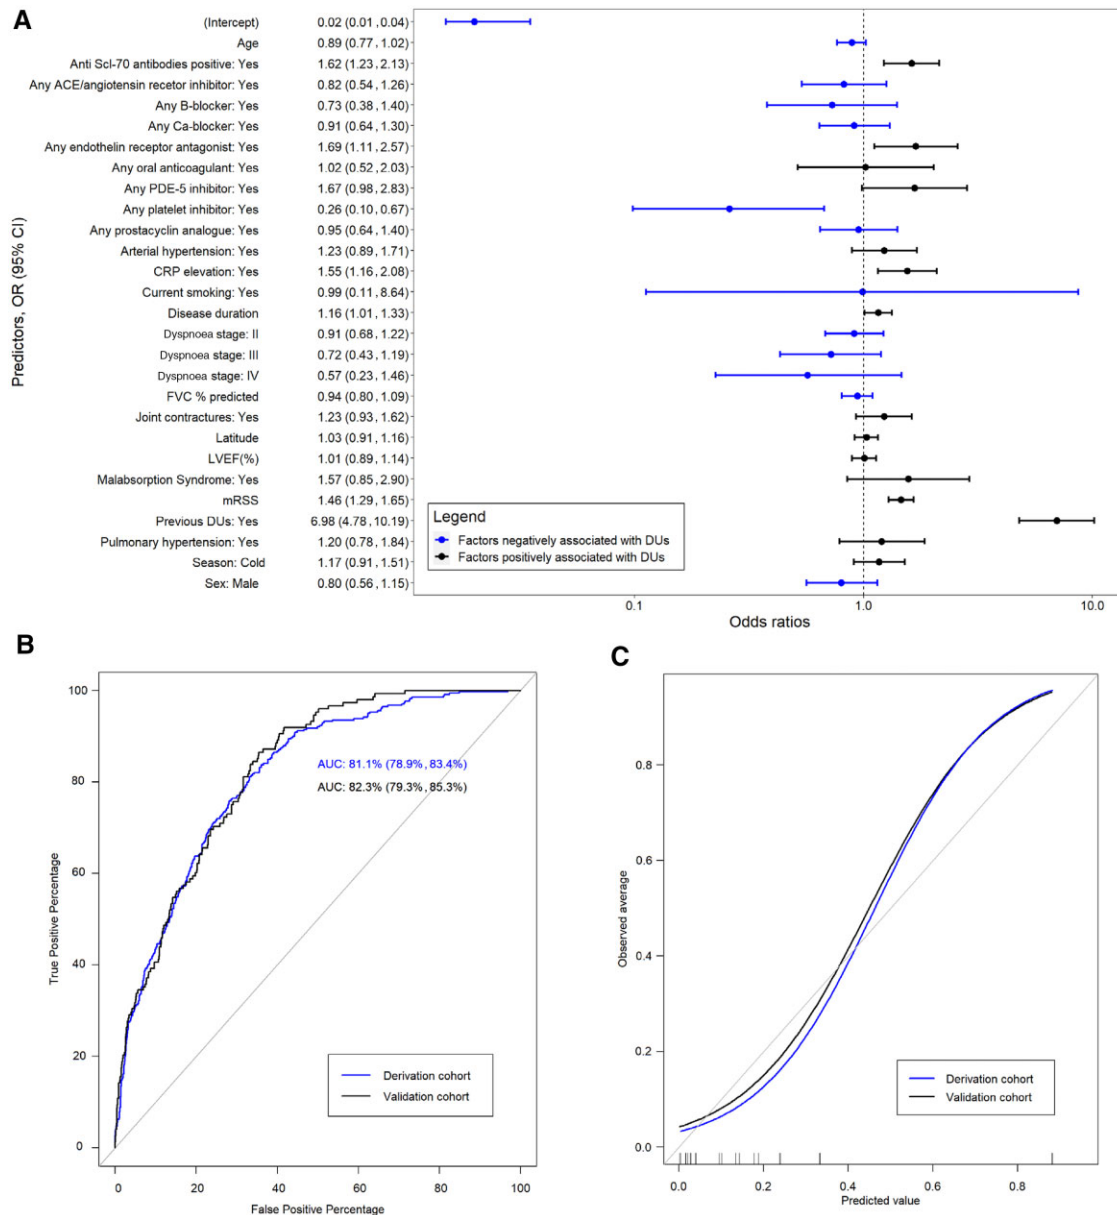 A
Predictors, OR (95% CI)
(Intercept) 0.02 (0.01 , 0.04)
Age 0.89 (0.77 , 1.02)
Anti Scl-70 antibodies positive: Yes 1.62 (1.23 , 2.13)
Any ACE/angiotensin recetor inhibitor: Yes 0.82 (0.54 , 1.26)
Any B-blocker: Yes 0.73 (0.38 , 1.40)
Any Ca-blocker: Yes 0.91 (0.64 , 1.30)
Any endothelin receptor antagonist: Yes 1.69 (1.11 , 2.57)
Any oral anticoagulant: Yes 1.02 (0.52 , 2.03)
Any PDE-5 inhibitor: Yes 1.67 (0.98 , 2.83)
Any platelet inhibitor: Yes 0.26 (0.10 , 0.67)
Any prostacyclin analogue: Yes 0.95 (0.64 , 1.40)
Arterial hypertension: Yes 1.23 (0.89 , 1.71)
CRP elevation: Yes 1.55 (1.16 , 2.08)
Current smoking: Yes 0.99 (0.11 , 8.64)
Disease duration 1.16 (1.01 , 1.33)
Dyspnoea stage: II 0.91 (0.68 , 1.22)
Dyspnoea stage: III 0.72 (0.43 , 1.19)
Dyspnoea stage: IV 0.57 (0.23 , 1.46)
FVC % predicted 0.94 (0.80 , 1.09)
Joint contractures: Yes 1.23 (0.93 , 1.62)
Latitude 1.03 (0.91 , 1.16)
LVEF(%) 1.01 (0.89 , 1.14)
Malabsorption Syndrome: Yes 1.57 (0.85 , 2.90)
mRSS 1.46 (1.29 , 1.65)
Previous DUs: Yes 6.98 (4.78 , 10.19)
Pulmonary hypertension: Yes 1.20 (0.78 , 1.84)
Season: Cold 1.17 (0.91 , 1.51)
Sex: Male 0.80 (0.56 , 1.15)
Legend
Factors negatively associated with DUs
Factors positively associated with DUs
0.1 1.0 10.0
Odds ratios
B
True Positive Percentage
100
80
60
40
20
0
AUC: 81.1% (78.9%, 83.4%)
AUC: 82.3% (79.3%, 85.3%)
Derivation cohort
Validation cohort
0 20 40 60 80 100
False Positive Percentage
C
Observed average
0.8
0.6
0.4
0.2
0.0
Derivation cohort
Validation cohort
0.0 0.2 0.4 0.6 0.8
Predicted value